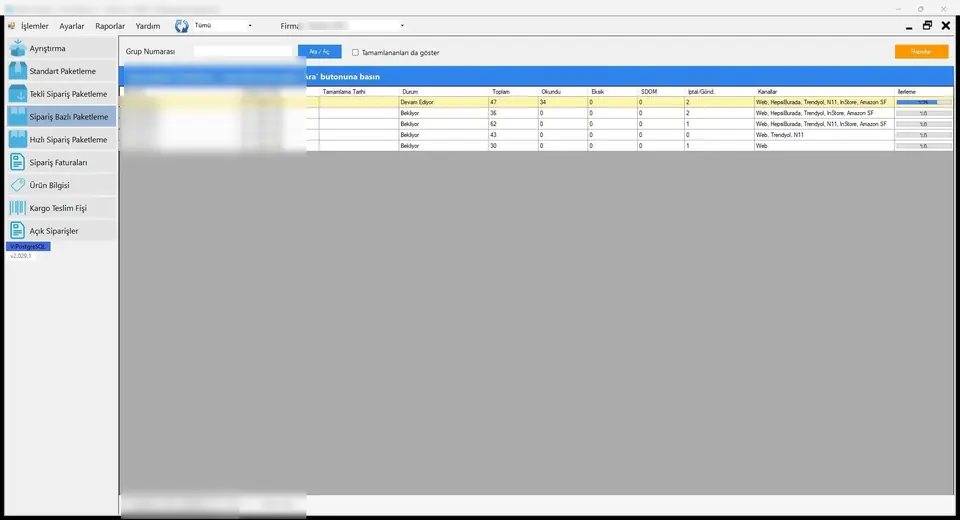 İşlemler Ayarlar Raporlar Yardım Tümü Firma
Ayrıştırma
Standart Paketleme
Tekli Sipariş Paketleme
Sipariş Bazlı Paketleme
Hızlı Sipariş Paketleme
Sipariş Faturaları
Ürün Bilgisi
Kargo Teslim Fişi
Açık Siparişler
V.PostgreSQL
v2.029.1
Grup Numarası Ara / Aç Tamamlananları da göster Raporlar
Ara' butonuna basın
Tamamlama Tarihi Durum Toplam Okundu Eksik SDOM İptal/Gönd. Kanallar İlerleme
Devam Ediyor 47 34 0 0 2 Web, HepsiBurada, Trendyol, N11, InStore, Amazon SF
Bekliyor 36 0 0 0 2 Web, HepsiBurada, Trendyol, InStore, Amazon SF
Bekliyor 62 0 0 0 1 Web, HepsiBurada, Trendyol, N11, InStore, Amazon SF
Bekliyor 43 0 0 0 0 Web, Trendyol, N11
Bekliyor 30 0 0 0 1 Web